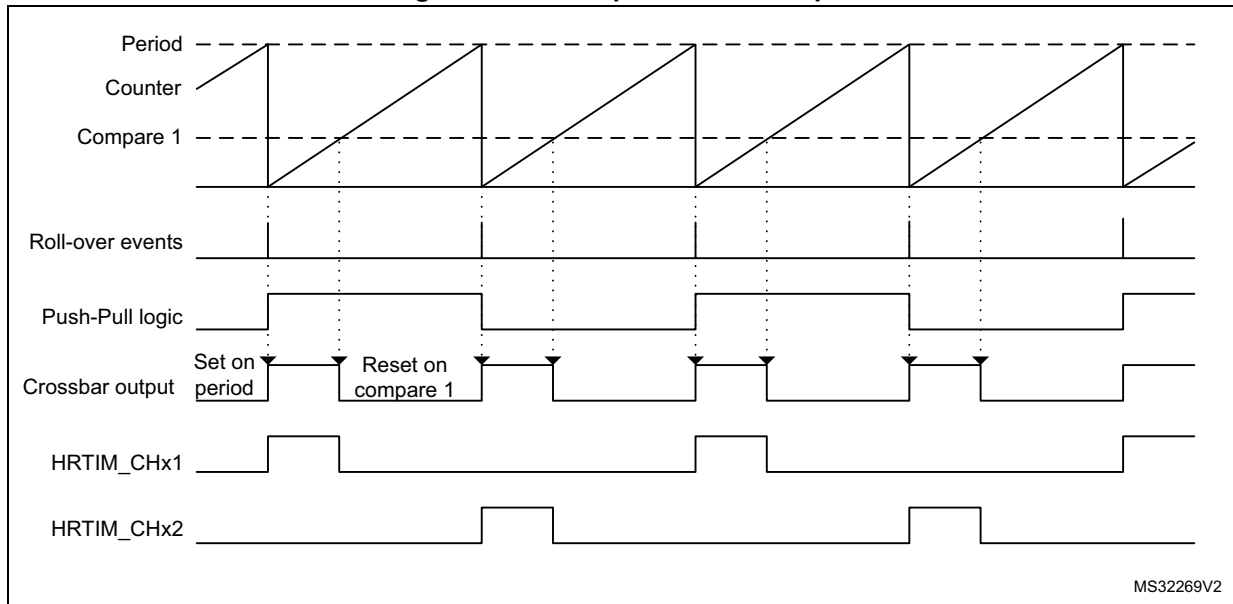 Period
Counter
Compare 1
Roll-over events
Push-Pull logic
Crossbar output
Set on
period
Reset on
compare 1
HRTIM_CHx1
HRTIM_CHx2
MS32269V2